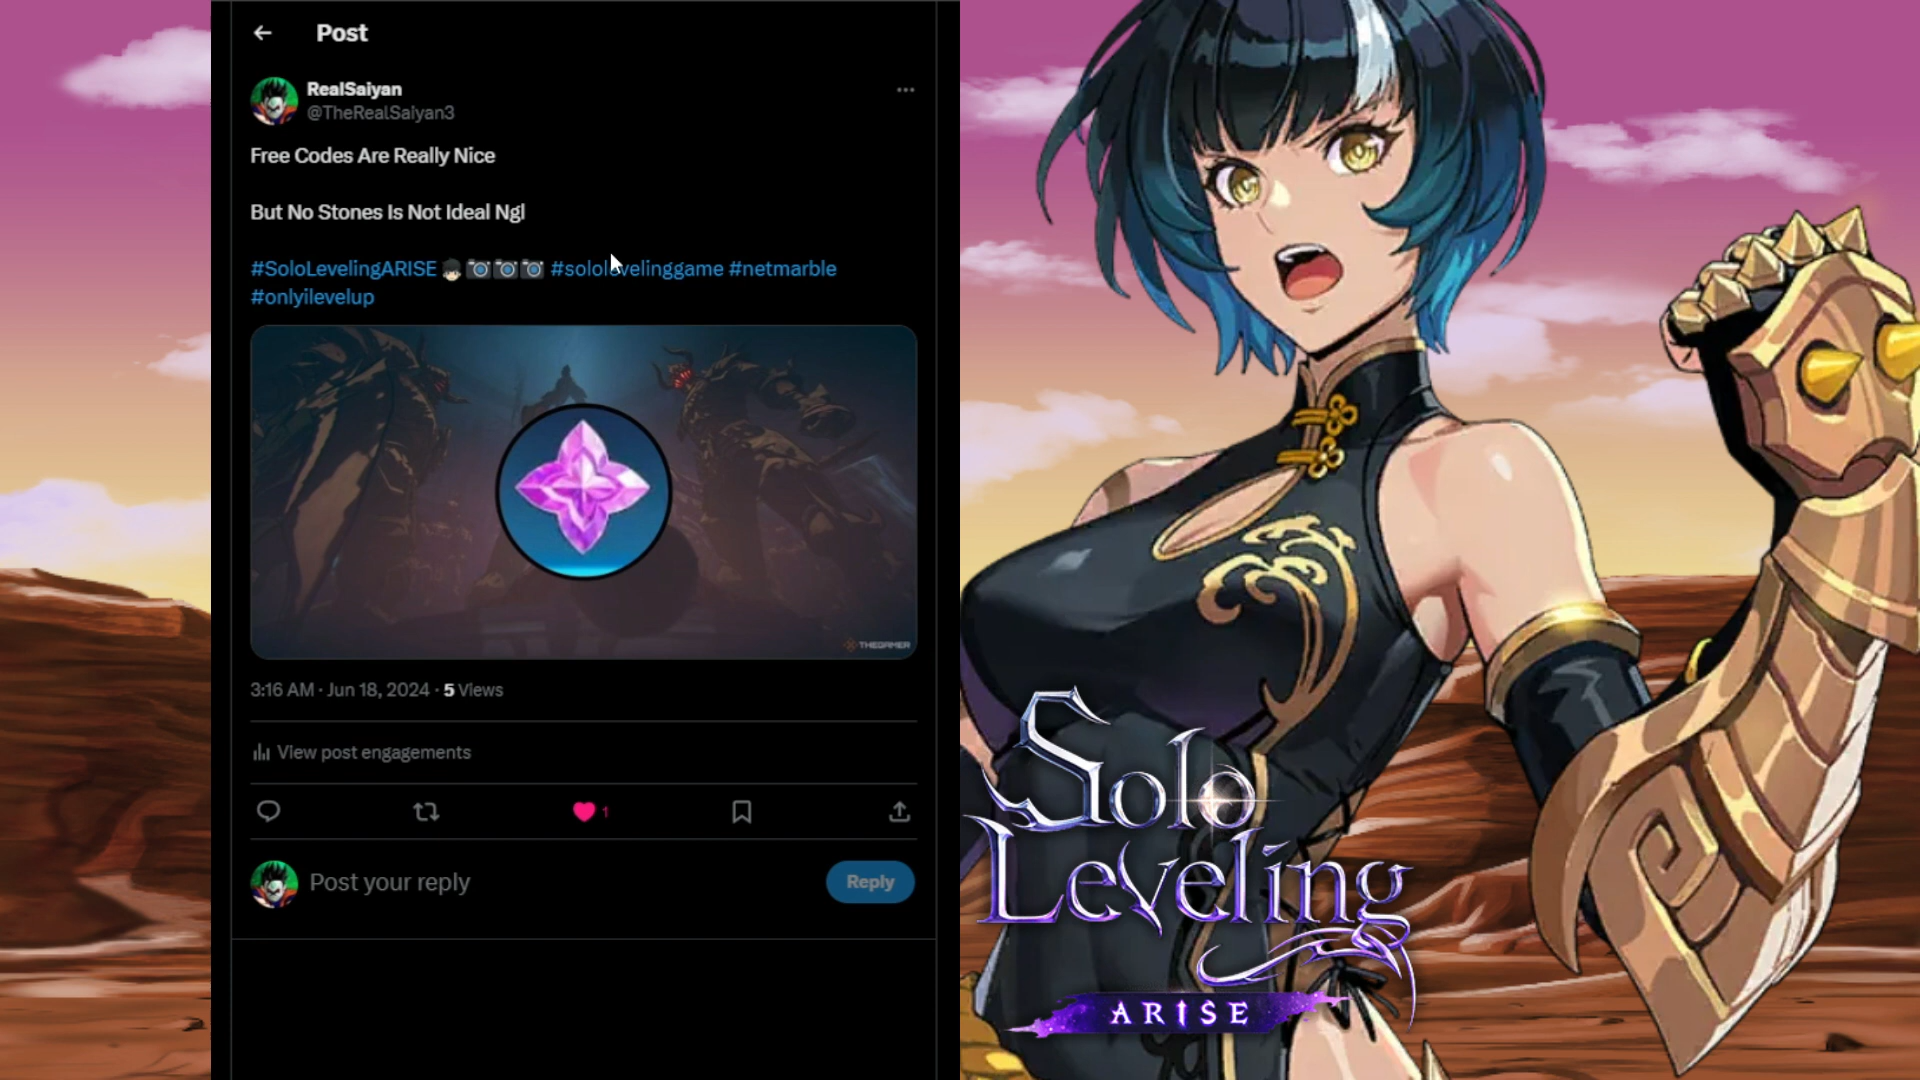 Post
RealSaiyan
@TheRealSaiyan3
Free Codes Are Really Nice
But No Stones Is Not Ideal Ngl
#SoloLevelingARISE #sololevelinggame #netmarble
#onlyilevelup
THEGAMER
3:16 AM · Jun 18, 2024 · 5 Views
View post engagements
1
Post your reply
Reply
Solo
Leveling
ARISE